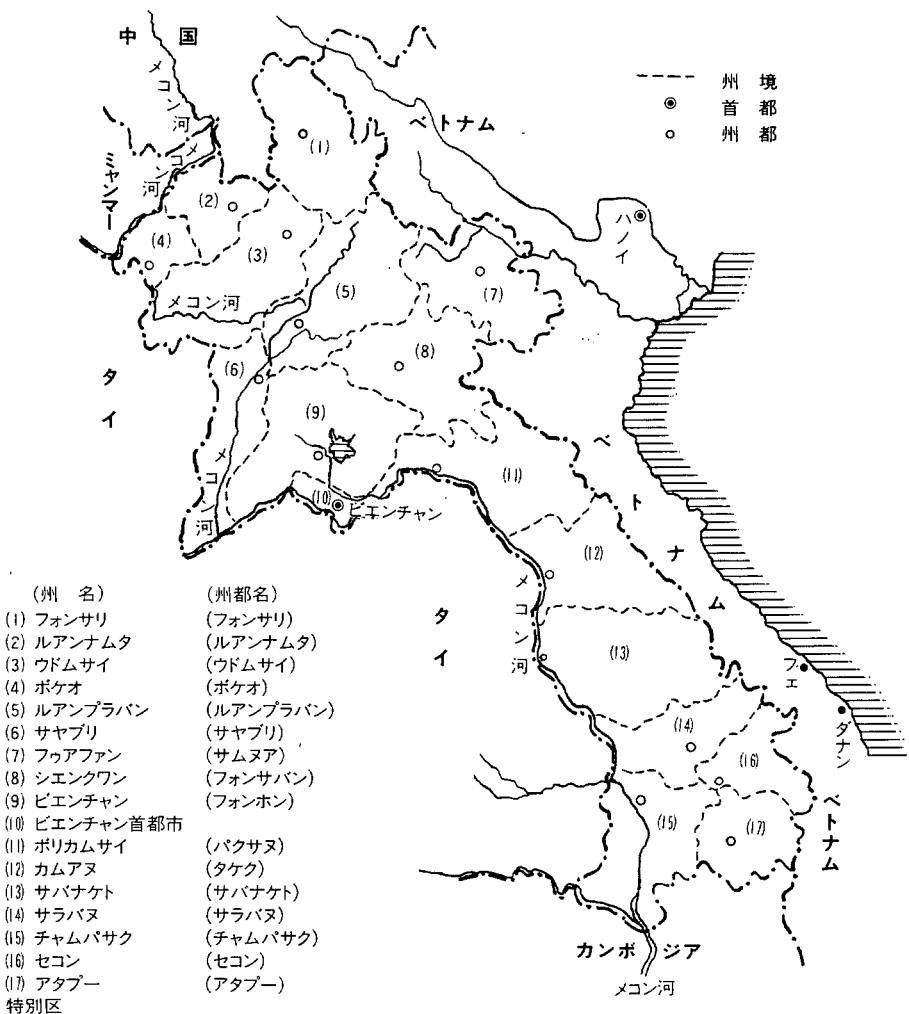 中国
メコン河
メコン河
ミャンマー
ベトナム
------ 州境
◉ 首都
○ 州都
(1)
(2)
(3)
(4)
ハノイ
メコン河
(5)
(7)
(6)
(8)
タイ
(9)
メコン河
(10)
ビエンチャン
(11)
ベトナム
(12)
メコン河
タイ
(13)
フエ
(14)
ダナン
(16)
(15)
(17)
ベトナム
カンボジア
メコン河
(州 名) (州都名)
(1) フォンサリ (フォンサリ)
(2) ルアンナムタ (ルアンナムタ)
(3) ウドムサイ (ウドムサイ)
(4) ボケオ (ボケオ)
(5) ルアンプラバン (ルアンプラバン)
(6) サヤブリ (サヤブリ)
(7) フゥアファン (サムヌア)
(8) シエンクワン (フォンサバン)
(9) ビエンチャン (フォンホン)
(10) ビエンチャン首都市
(11) ボリカムサイ (パクサヌ)
(12) カムアヌ (タケク)
(13) サバナケト (サバナケト)
(14) サラバヌ (サラバヌ)
(15) チャムパサク (チャムパサク)
(16) セコン (セコン)
(17) アタプー (アタプー)
特別区